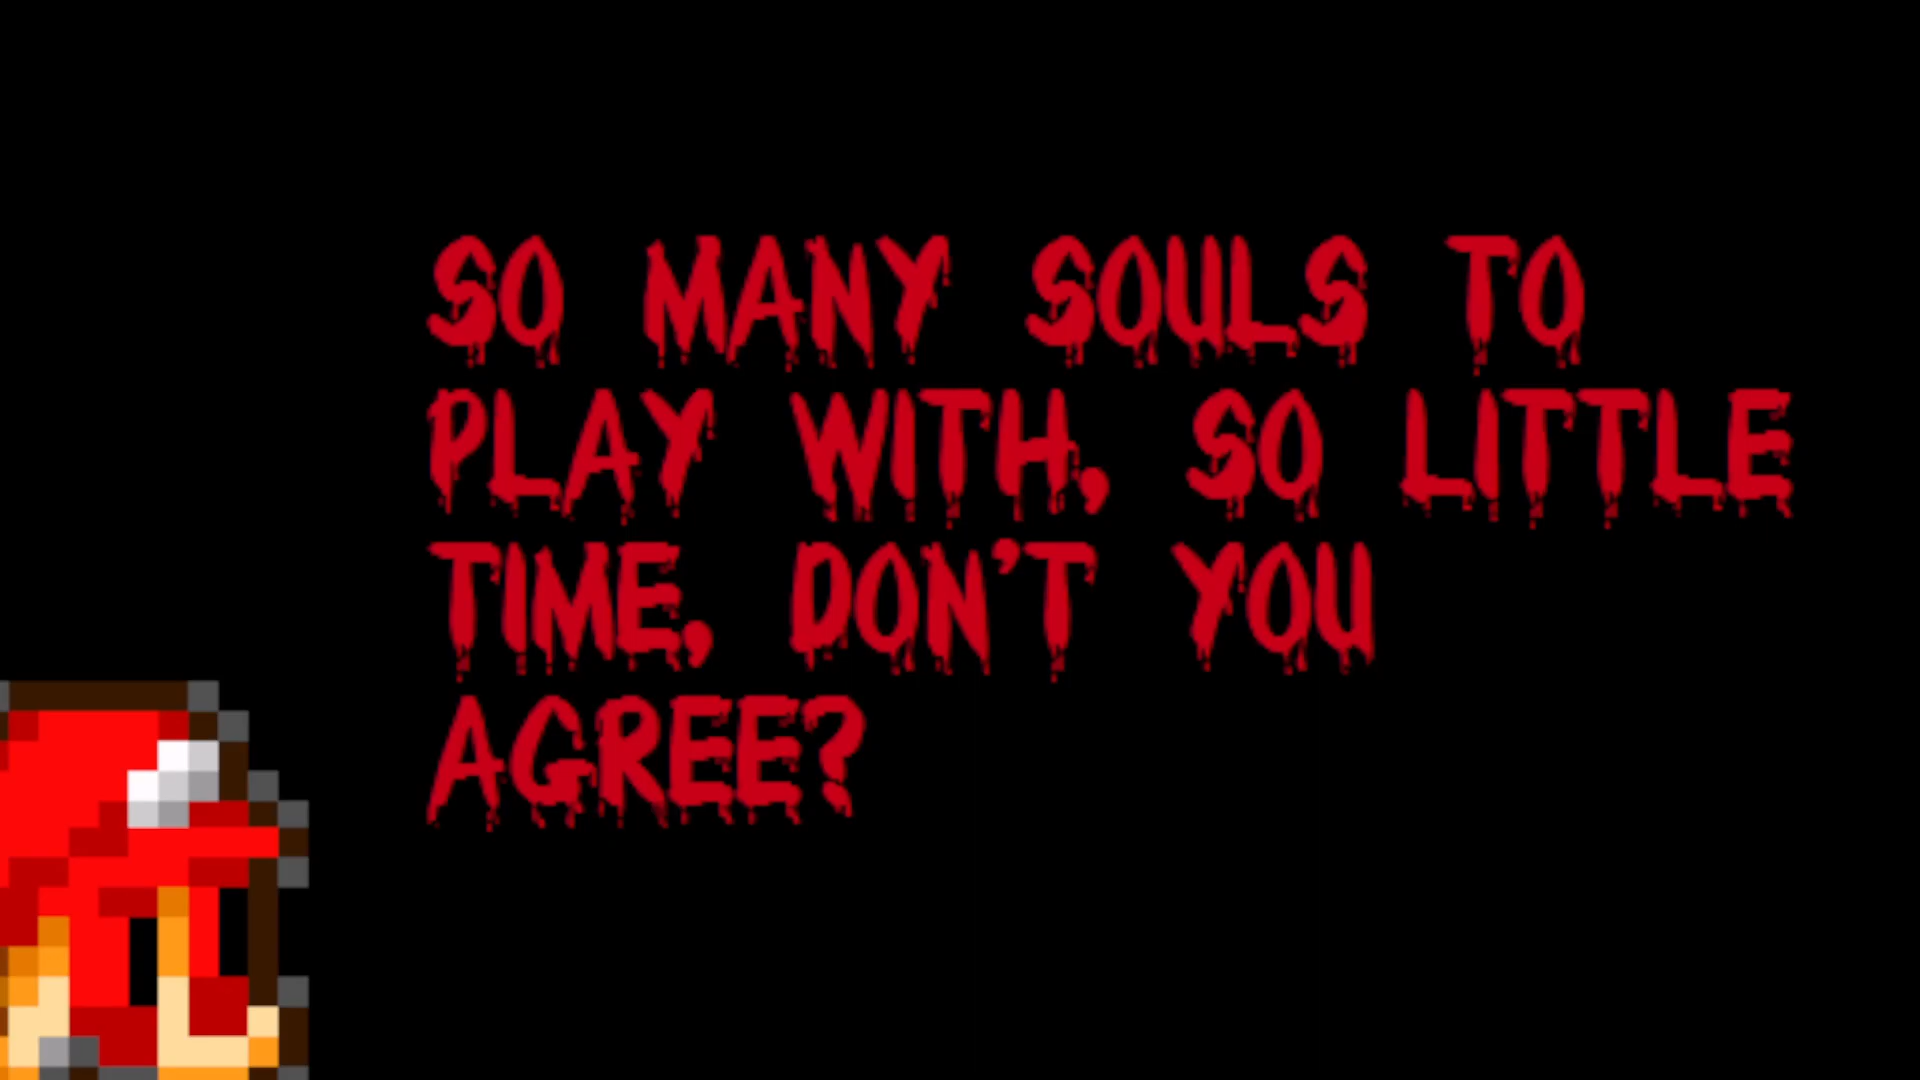 SO MANY SOULS TO
PLAY WITH, SO LITTLE
TIME, DON'T YOU
AGREE?